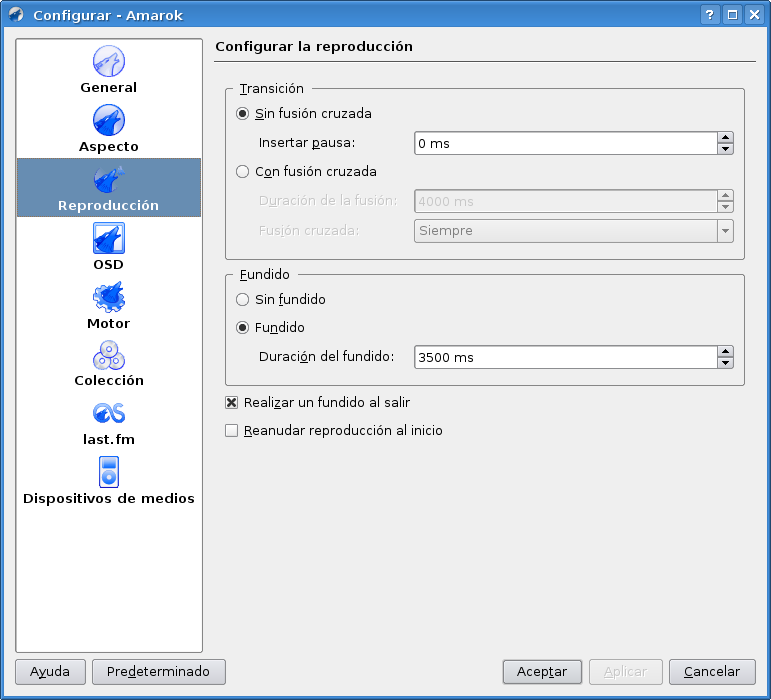 Configurar - Amarok
General
Aspecto
Reproducción
OSD
Motor
Colección
last.fm
Dispositivos de medios
Configurar la reproducción
Transición
Sin fusión cruzada
Insertar pausa: 0 ms
Con fusión cruzada
Duración de la fusión: 4000 ms
Fusión cruzada: Siempre
Fundido
Sin fundido
Fundido
Duración del fundido: 3500 ms
Realizar un fundido al salir
Reanudar reproducción al inicio
Ayuda Predeterminado Aceptar Aplicar Cancelar